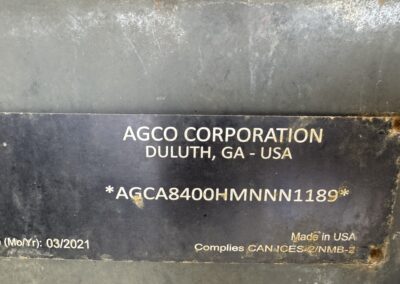 AGCO CORPORATION
DULUTH, GA - USA
*AGCA8400HMNNN1189*
(Mo/Yr): 03/2021
Made in USA
Complies CAN ICES-2/NMB-2